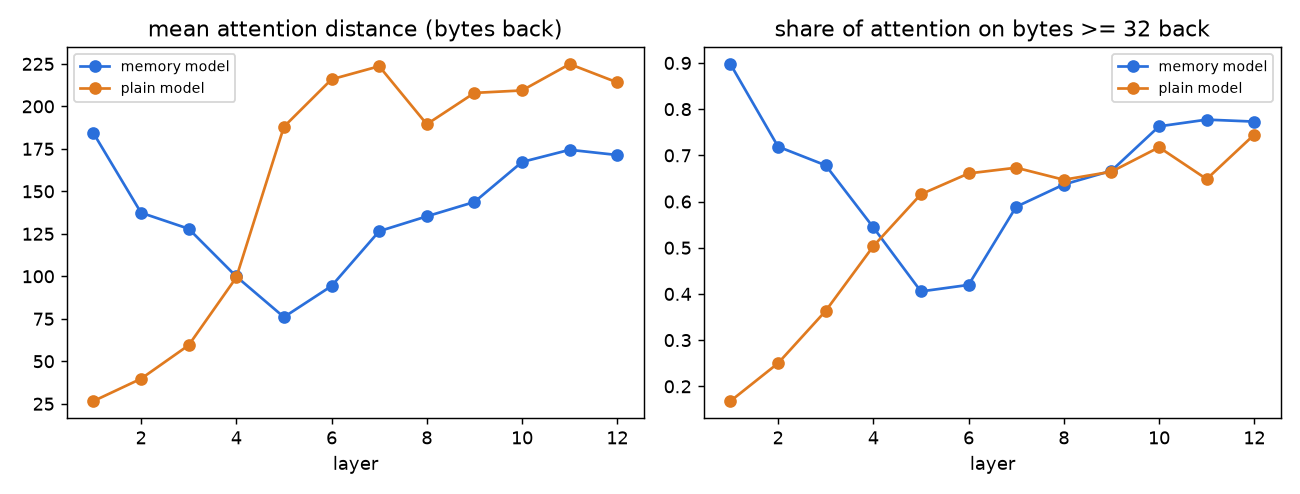 mean attention distance (bytes back)
225
200
175
150
125
100
75
50
25
memory model
plain model
2 4 6 8 10 12
layer
share of attention on bytes >= 32 back
0.9
0.8
0.7
0.6
0.5
0.4
0.3
0.2
memory model
plain model
2 4 6 8 10 12
layer